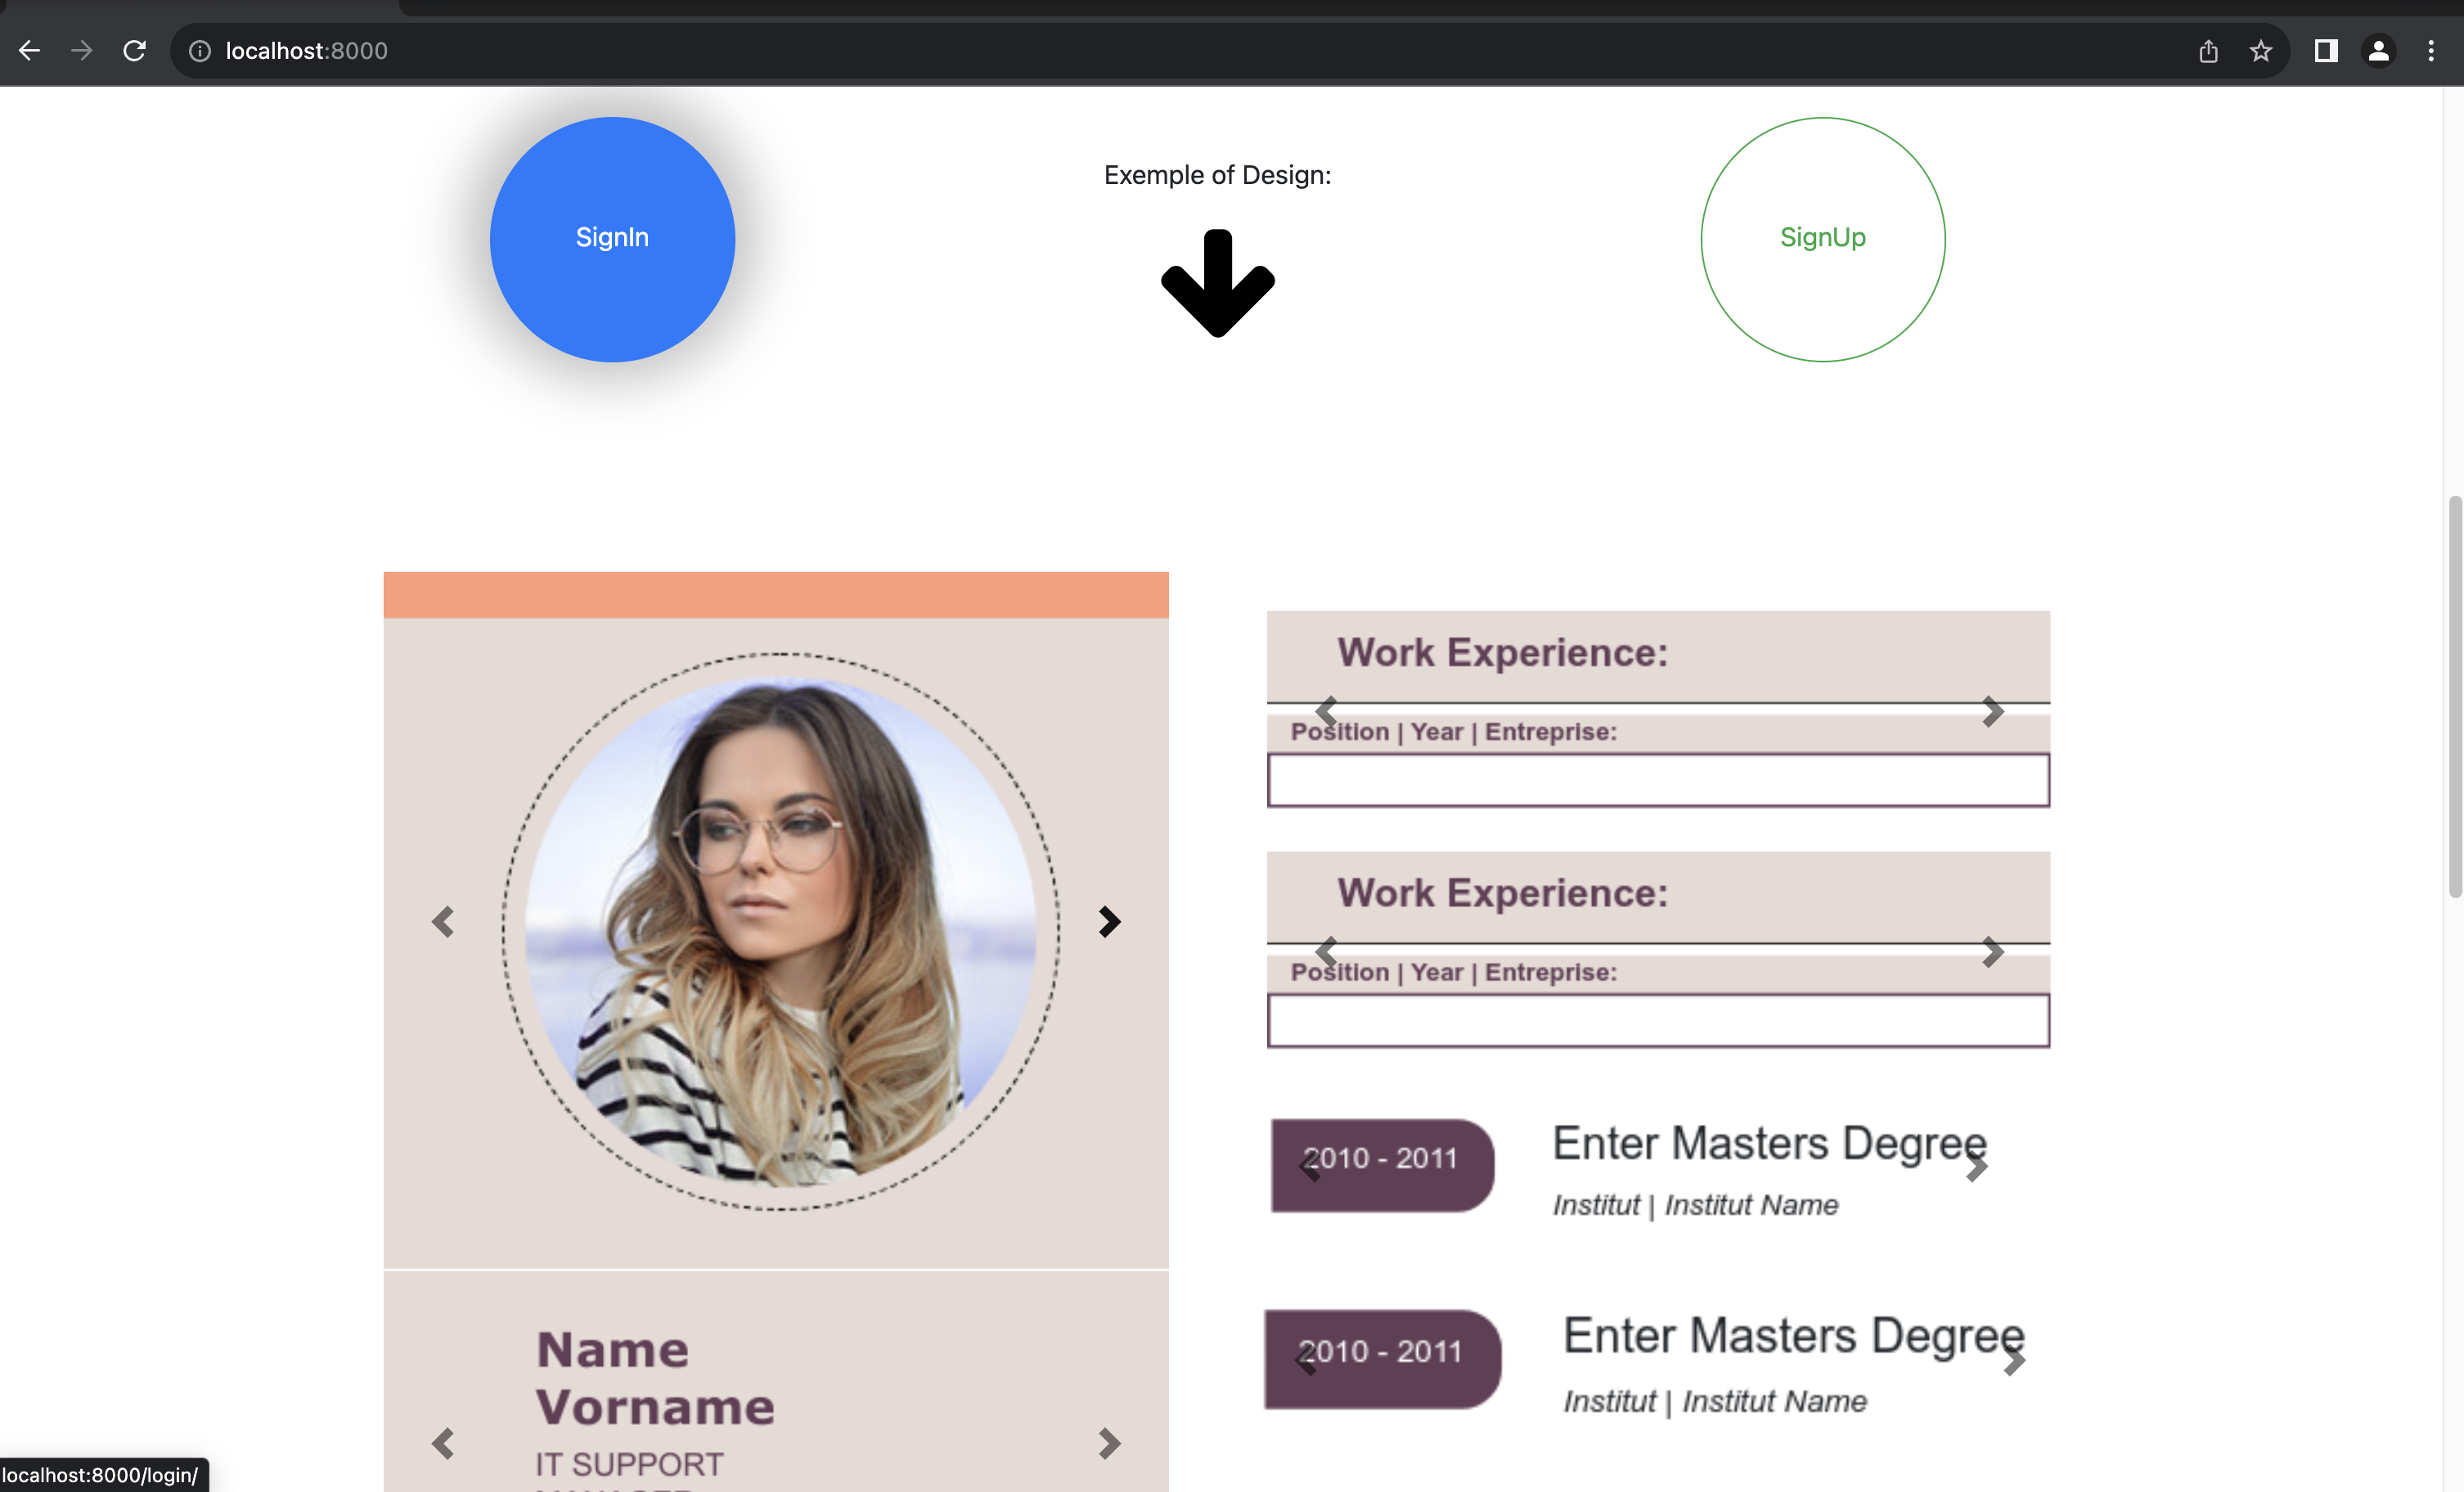 localhost:8000
SignIn
Exemple of Design:
SignUp
Work Experience:
Position | Year | Entreprise:
Work Experience:
Position | Year | Entreprise:
2010 - 2011
Enter Masters Degree
Institut | Institut Name
2010 - 2011
Enter Masters Degree
Institut | Institut Name
Name
Vorname
IT SUPPORT
localhost:8000/login/